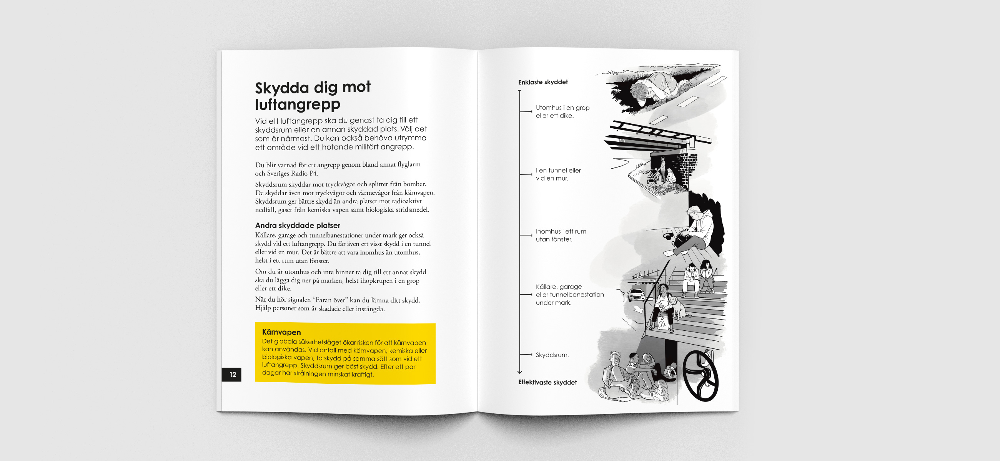 Skydda dig mot
luftangrepp
Vid ett luftangrepp ska du genast ta dig till ett
skyddsrum eller en annan skyddad plats. Välj det
som är närmast. Du kan också behöva utrymma
ett område vid ett hotande militärt angrepp.
Du blir varnad för ett angrepp genom bland annat flyglarm
och Sveriges Radio P4.
Skyddsrum skyddar mot tryckvågor och splitter från bomber.
De skyddar även mot tryckvågor och värmevågor från kärnvapen.
Skyddsrum ger bättre skydd än andra platser mot radioaktivt
nedfall, gaser från kemiska vapen samt biologiska stridsmedel.
Andra skyddade platser
Källare, garage och tunnelbanestationer under mark ger också
skydd vid ett luftangrepp. Du får även ett visst skydd i en tunnel
eller vid en mur. Det är bättre att vara inomhus än utomhus,
helst i ett rum utan fönster.
Om du är utomhus och inte hinner ta dig till ett annat skydd
ska du lägga dig ner på marken, helst ihopkrupen i en grop
eller ett dike.
När du hör signalen ”Faran över” kan du lämna ditt skydd.
Hjälp personer som är skadade eller instängda.
Kärnvapen
Det globala säkerhetsläget ökar risken för att kärnvapen
kan användas. Vid anfall med kärnvapen, kemiska eller
biologiska vapen, ta skydd på samma sätt som vid ett
luftangrepp. Skyddsrum ger bäst skydd. Efter ett par
dagar har strålningen minskat kraftigt.
12
Enklaste skyddet
Utomhus i en grop
eller ett dike.
I en tunnel eller
vid en mur.
Inomhus i ett rum
utan fönster.
Källare, garage
eller tunnelbanestation
under mark.
Skyddsrum.
Effektivaste skyddet